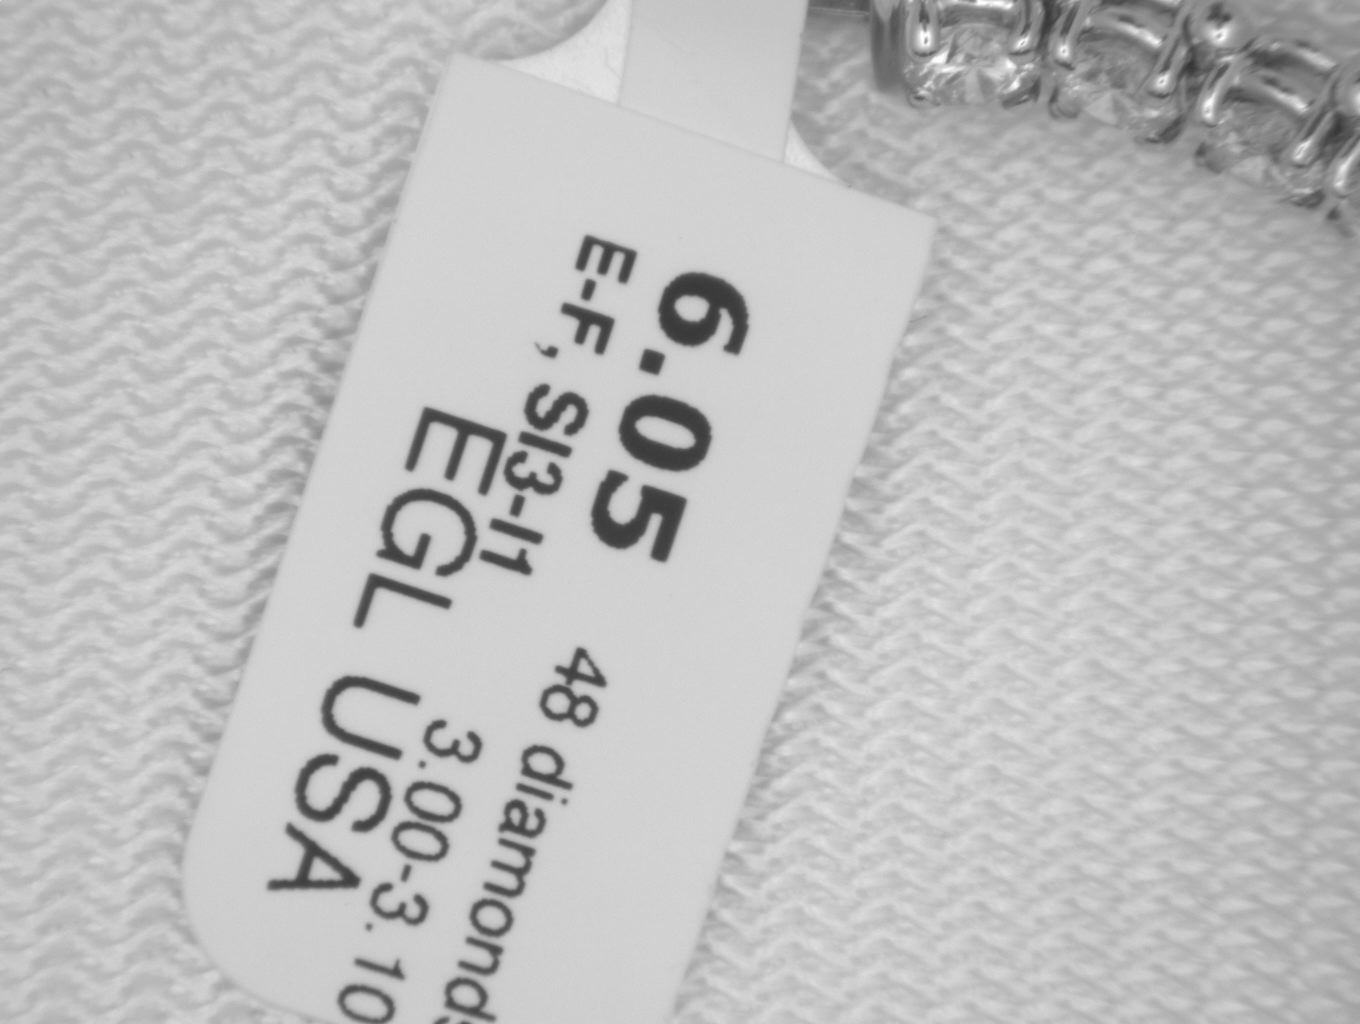 6.05
E-F, SI3-I1
48 diamonds
3.00-3.10
EGL USA